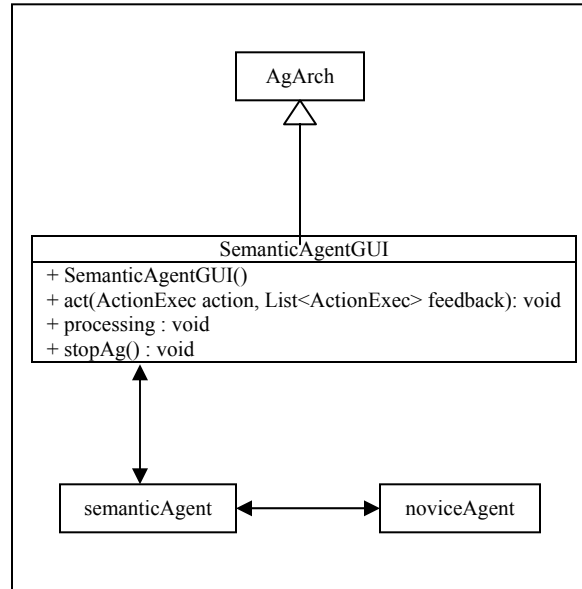 AgArch
SemanticAgentGUI
+ SemanticAgentGUI()
+ act(ActionExec action, List<ActionExec> feedback): void
+ processing : void
+ stopAg() : void
semanticAgent
noviceAgent